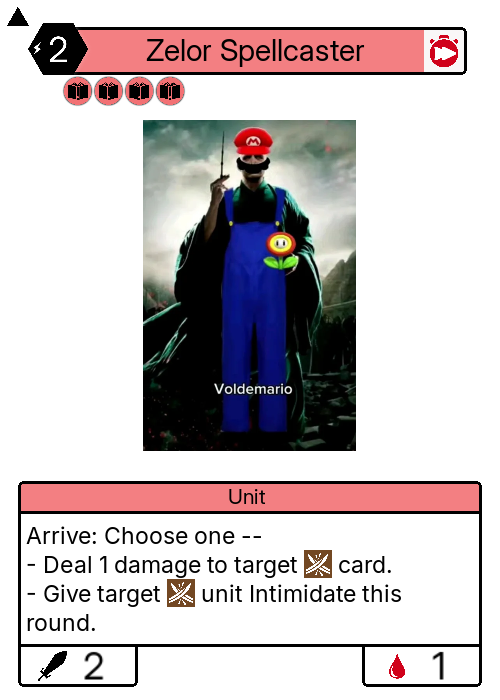 2
Zelor Spellcaster
M
Voldemario
Unit
Arrive: Choose one --
- Deal 1 damage to target card.
- Give target unit Intimidate this
round.
2
1